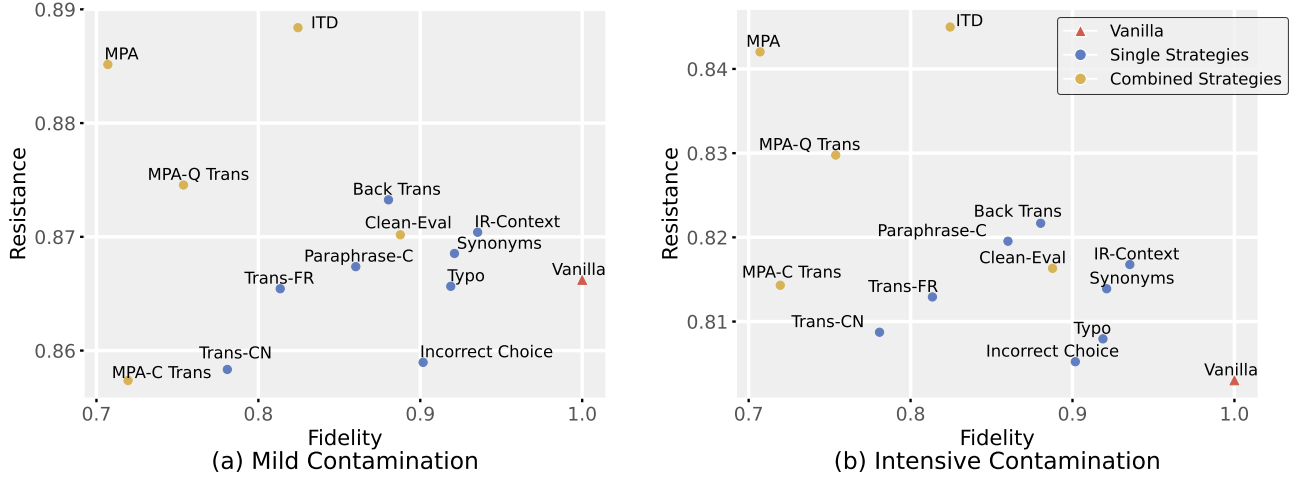 0.89
0.88
0.87
0.86
Resistance
ITD
MPA
MPA-Q Trans
Back Trans
Clean-Eval
IR-Context
Synonyms
Paraphrase-C
Trans-FR
Typo
Vanilla
Trans-CN
Incorrect Choice
MPA-C Trans
0.7
0.8
0.9
1.0
Fidelity
(a) Mild Contamination
0.84
0.83
0.82
0.81
Resistance
ITD
MPA
Vanilla
Single Strategies
Combined Strategies
MPA-Q Trans
Back Trans
Paraphrase-C
Clean-Eval
IR-Context
MPA-C Trans
Synonyms
Trans-FR
Trans-CN
Typo
Incorrect Choice
Vanilla
0.7
0.8
0.9
1.0
Fidelity
(b) Intensive Contamination